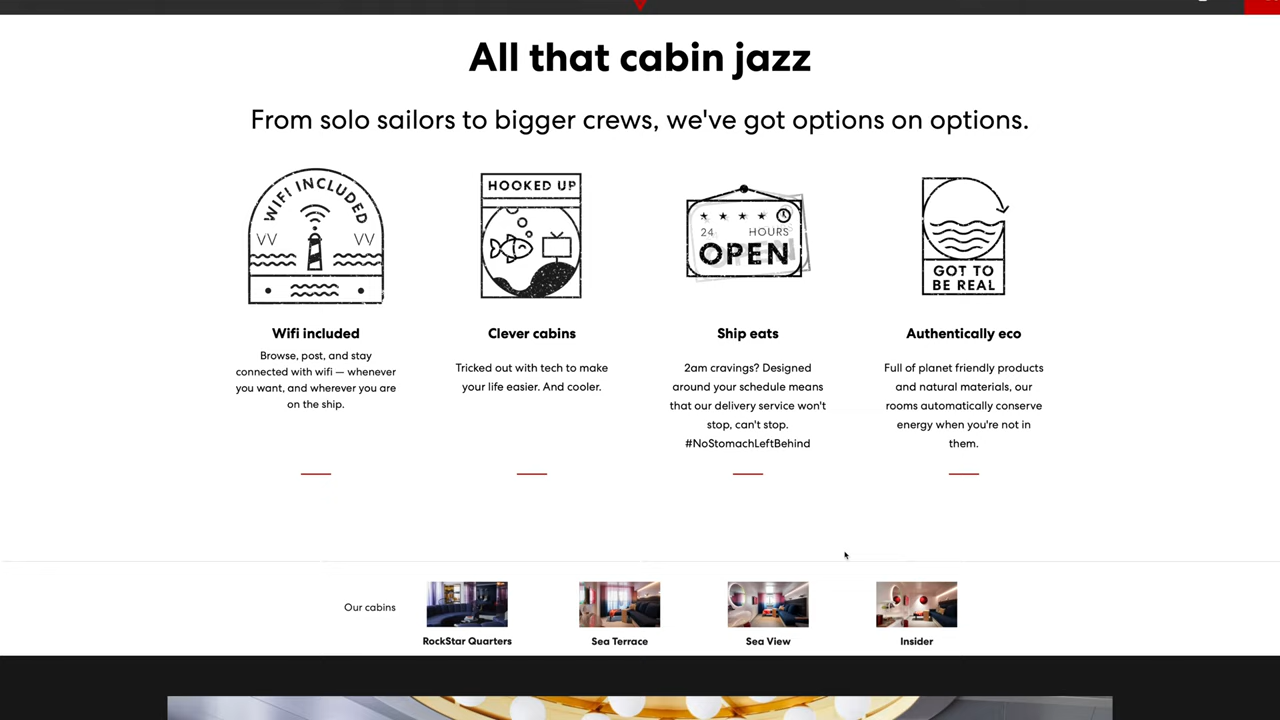 All that cabin jazz
From solo sailors to bigger crews, we've got options on options.
WIFI INCLUDED
VV VV
HOOKED UP
24 HOURS
OPEN
GOT TO
BE REAL
Wifi included
Browse, post, and stay
connected with wifi — whenever
you want, and wherever you are
on the ship.
Clever cabins
Tricked out with tech to make
your life easier. And cooler.
Ship eats
2am cravings? Designed
around your schedule means
that our delivery service won't
stop, can't stop.
#NoStomachLeftBehind
Authentically eco
Full of planet friendly products
and natural materials, our
rooms automatically conserve
energy when you're not in
them.
Our cabins
RockStar Quarters
Sea Terrace
Sea View
Insider